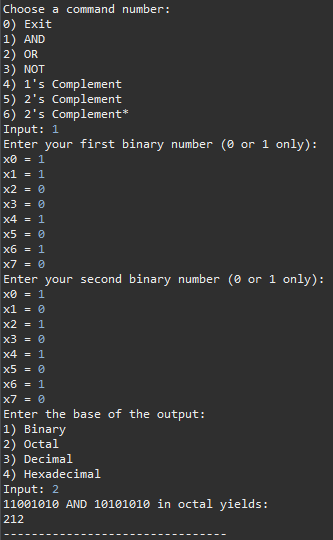 Choose a command number:
0) Exit
1) AND
2) OR
3) NOT
4) 1's Complement
5) 2's Complement
6) 2's Complement*
Input: 1
Enter your first binary number (0 or 1 only):
x0 = 1
x1 = 1
x2 = 0
x3 = 0
x4 = 1
x5 = 0
x6 = 1
x7 = 0
Enter your second binary number (0 or 1 only):
x0 = 1
x1 = 0
x2 = 1
x3 = 0
x4 = 1
x5 = 0
x6 = 1
x7 = 0
Enter the base of the output:
1) Binary
2) Octal
3) Decimal
4) Hexadecimal
Input: 2
11001010 AND 10101010 in octal yields:
212
--------------------------------